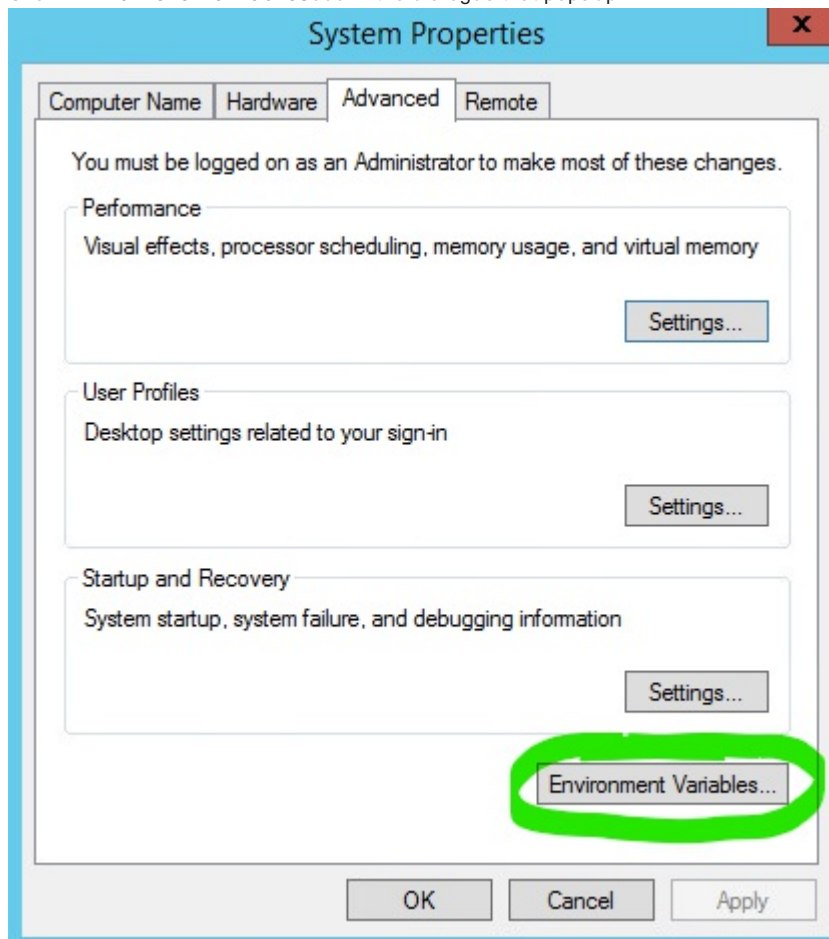 System Properties
x
Computer Name Hardware Advanced Remote
You must be logged on as an Administrator to make most of these changes.
Performance
Visual effects, processor scheduling, memory usage, and virtual memory
Settings...
User Profiles
Desktop settings related to your sign-in
Settings...
Startup and Recovery
System startup, system failure, and debugging information
Settings...
Environment Variables...
OK Cancel Apply